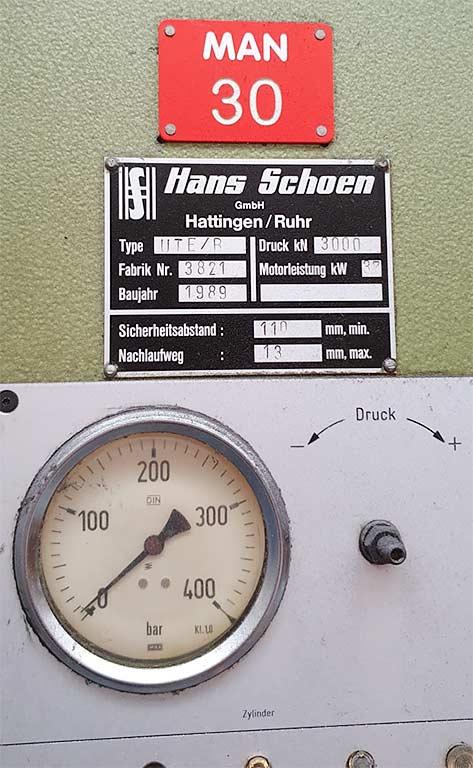 MAN
30
Hans Schoen
GmbH
Hattingen/Ruhr
Type UTE/B Druck kN 3000
Fabrik Nr. 3821 Motorleistung kW
Baujahr 1989
Sicherheitsabstand : 110 mm, min.
Nachlaufweg : 13 mm, max.
Druck
− +
200
DIN
100 300
0 400
bar Kl.1,0
Zylinder